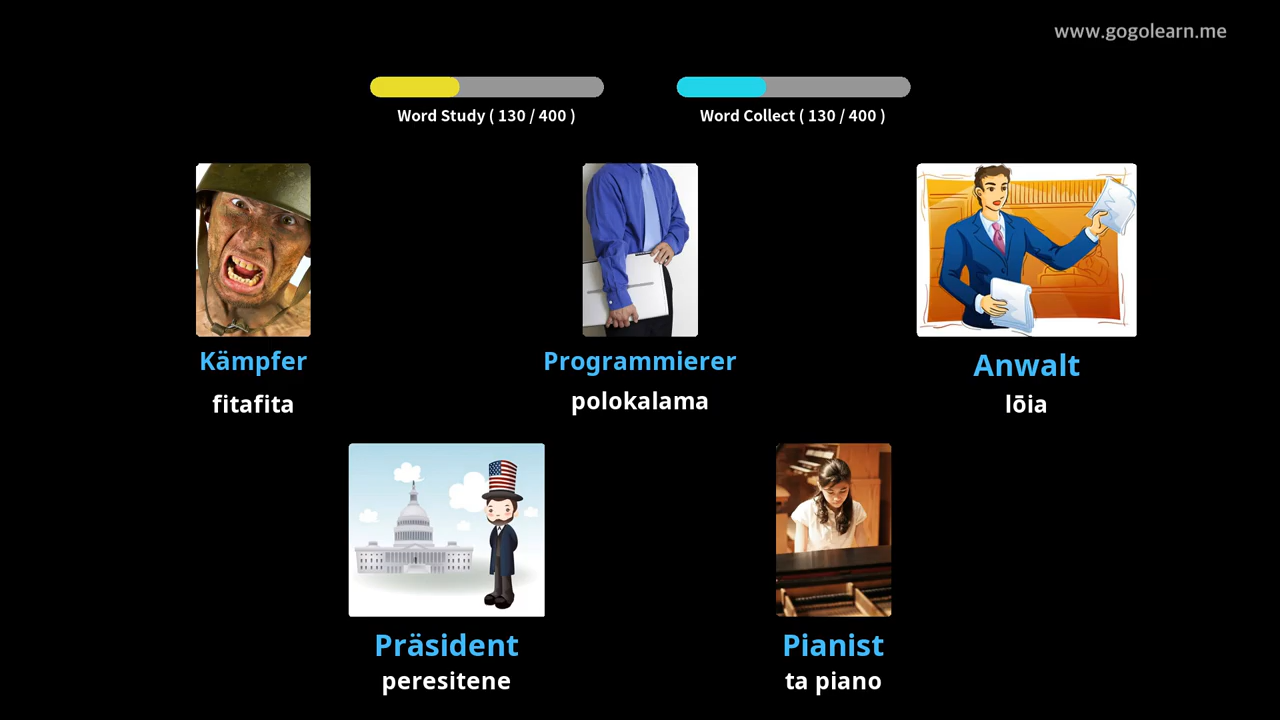 www.gogolearn.me
Word Study ( 130 / 400 )
Word Collect ( 130 / 400 )
Kämpfer
fitafita
Programmierer
polokalama
Anwalt
lōia
Präsident
peresitene
Pianist
ta piano